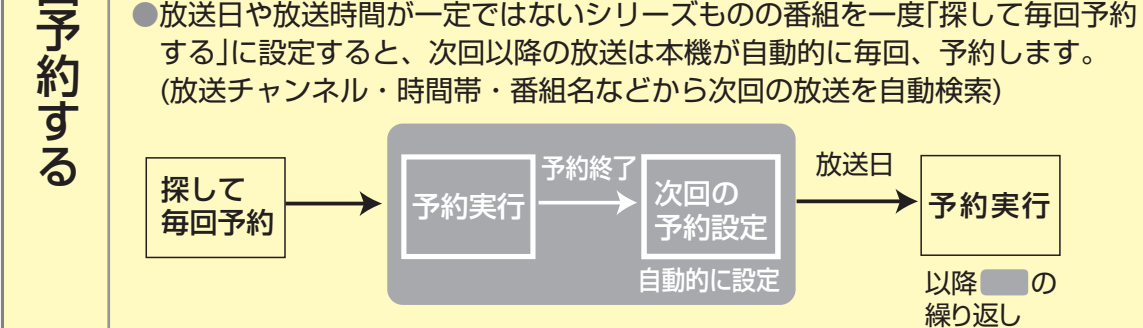 予約する
●放送日や放送時間が一定ではないシリーズものの番組を一度「探して毎回予約
する」に設定すると、次回以降の放送は本機が自動的に毎回、予約します。
(放送チャンネル・時間帯・番組名などから次回の放送を自動検索)
探して
毎回予約
予約実行
予約終了
次回の
予約設定
自動的に設定
放送日
予約実行
以降 の
繰り返し